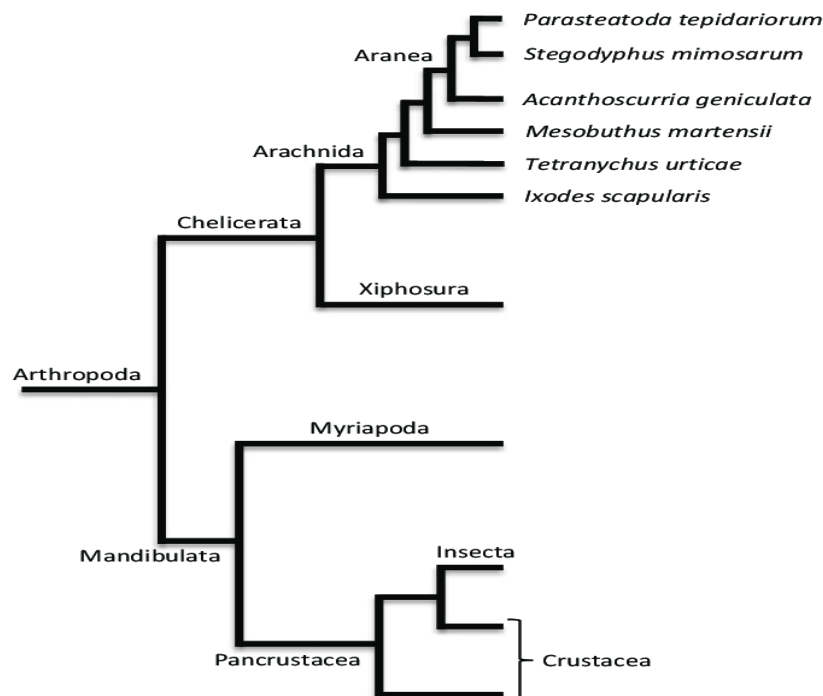 Parasteatoda tepidariorum
Aranea
Stegodyphus mimosarum
Acanthoscurria geniculata
Mesobuthus martensii
Arachnida
Tetranychus urticae
Ixodes scapularis
Chelicerata
Xiphosura
Arthropoda
Myriapoda
Insecta
Mandibulata
Pancrustacea
Crustacea